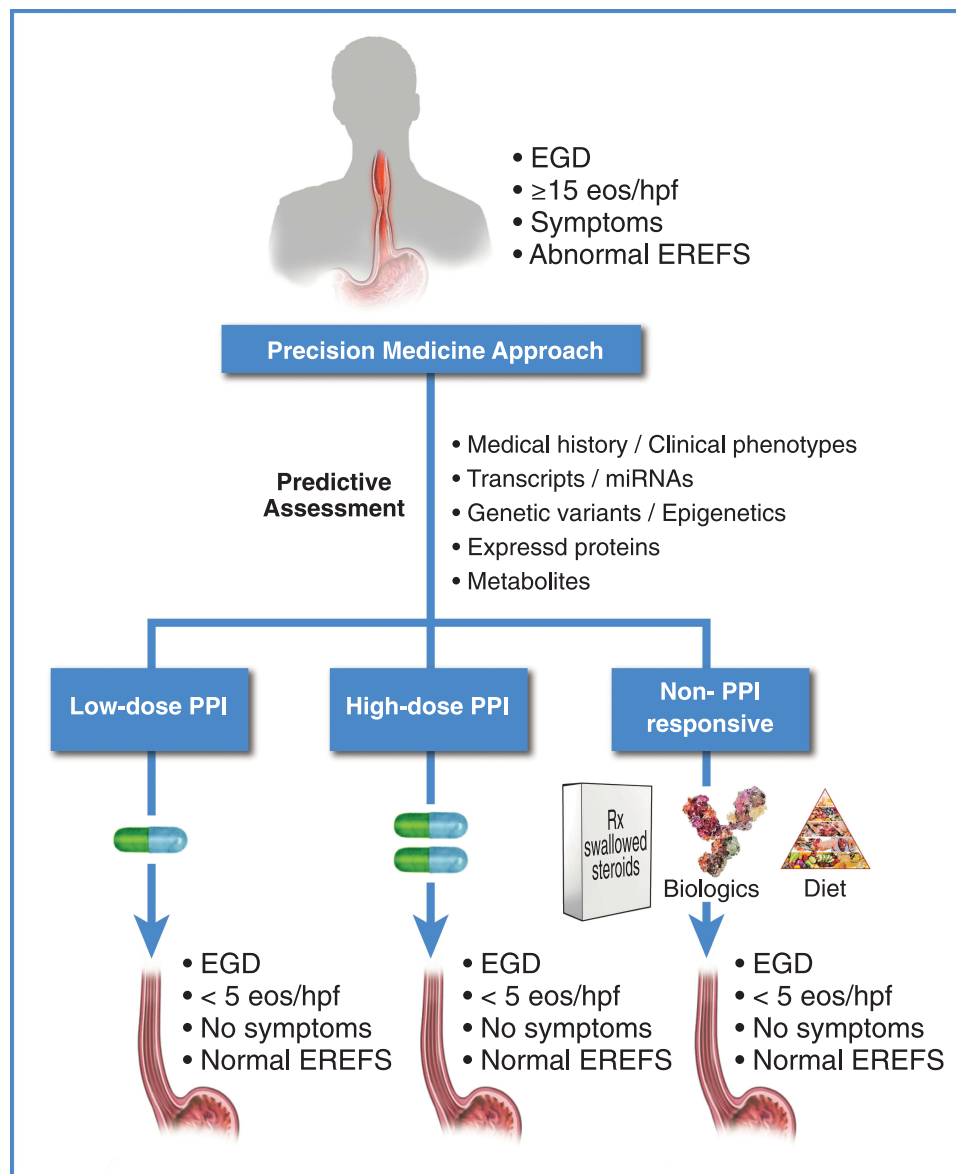 • EGD
• ≥15 eos/hpf
• Symptoms
• Abnormal EREFS
Precision Medicine Approach
Predictive
Assessment
• Medical history / Clinical phenotypes
• Transcripts / miRNAs
• Genetic variants / Epigenetics
• Expressd proteins
• Metabolites
Low-dose PPI
High-dose PPI
Non- PPI
responsive
Rx
swallowed
steroids
Biologics
Diet
• EGD
• < 5 eos/hpf
• No symptoms
• Normal EREFS
• EGD
• < 5 eos/hpf
• No symptoms
• Normal EREFS
• EGD
• < 5 eos/hpf
• No symptoms
• Normal EREFS